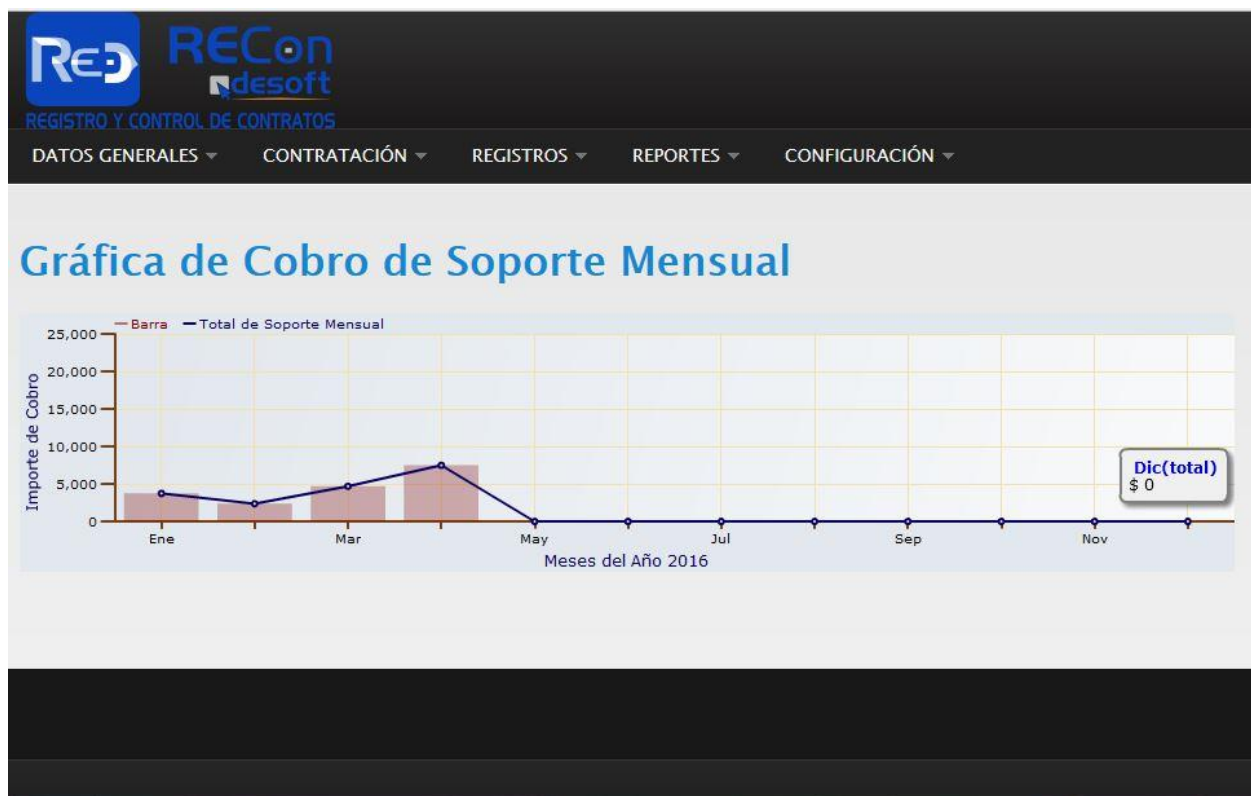 RED
RECon
desoft
REGISTRO Y CONTROL DE CONTRATOS
DATOS GENERALES CONTRATACIÓN REGISTROS REPORTES CONFIGURACIÓN
Gráfica de Cobro de Soporte Mensual
Barra Total de Soporte Mensual
Importe de Cobro
25,000
20,000
15,000
10,000
5,000
0
Dic(total)
$ 0
Ene Mar May Jul Sep Nov
Meses del Año 2016